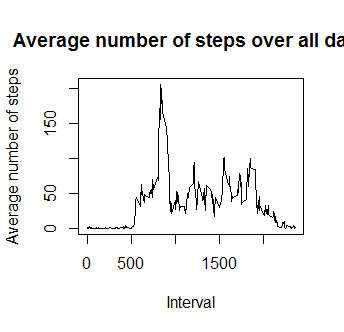 Average number of steps over all da
Average number of steps
150
50
0
0
500
1500
Interval